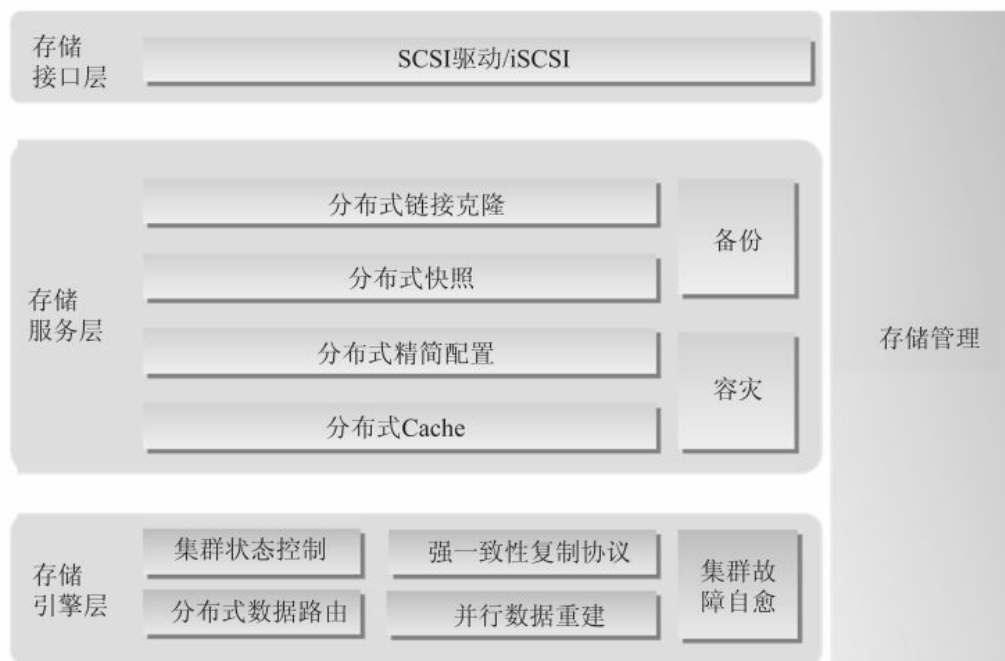 存储
接口层
SCSI驱动/iSCSI
存储
服务层
分布式链接克隆
分布式快照
分布式精简配置
分布式Cache
备份
容灾
存储
引擎层
集群状态控制
强一致性复制协议
分布式数据路由
并行数据重建
集群故
障自愈
存储管理